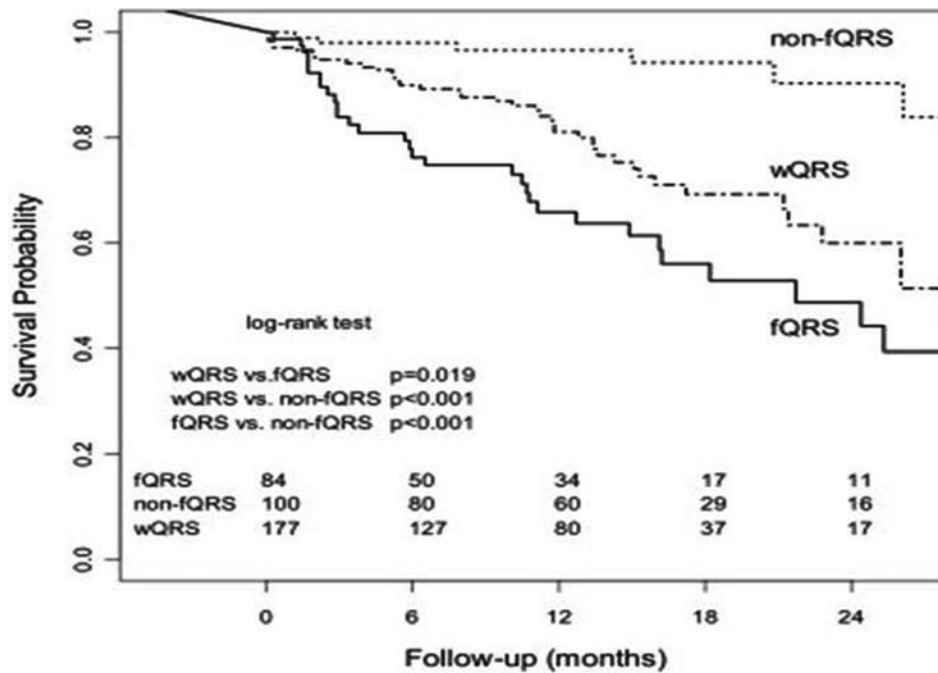 non-fQRS
wQRS
fQRS
Survival Probability
1.0
0.8
0.6
0.4
0.2
0.0
log-rank test
wQRS vs.fQRS p=0.019
wQRS vs. non-fQRS p<0.001
fQRS vs. non-fQRS p<0.001
fQRS 84 50 34 17 11
non-fQRS 100 80 60 29 16
wQRS 177 127 80 37 17
0 6 12 18 24
Follow-up (months)